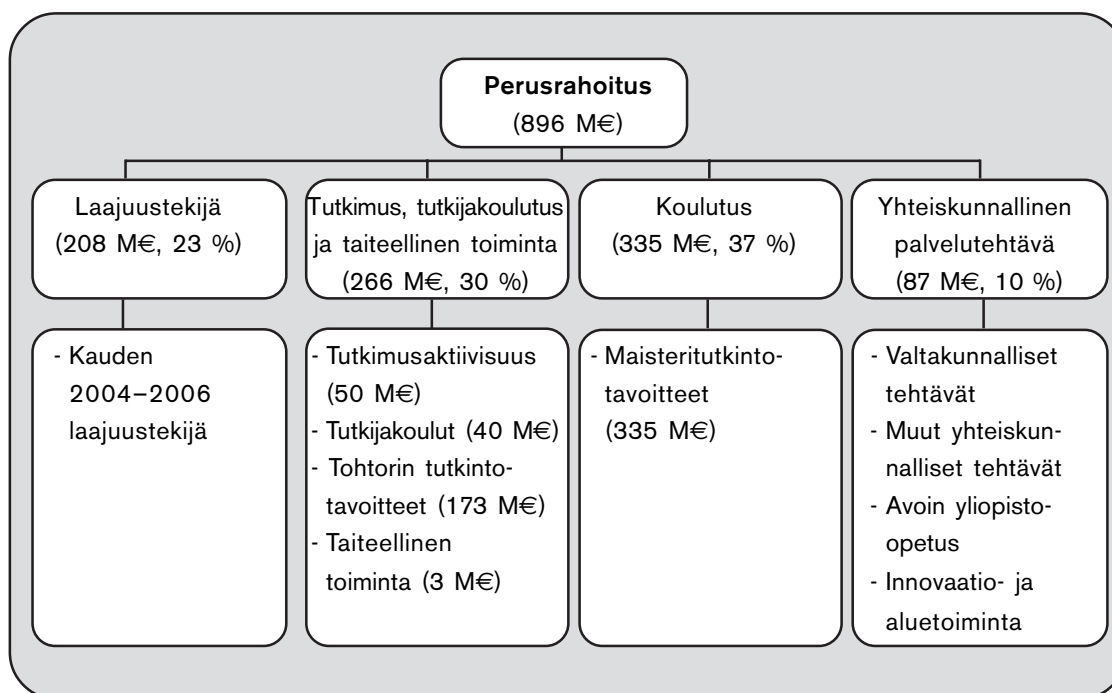 Perusrahoitus
(896 M€)
Laajuustekijä
(208 M€, 23 %)
Tutkimus, tutkijakoulutus
ja taiteellinen toiminta
(266 M€, 30 %)
Koulutus
(335 M€, 37 %)
Yhteiskunnallinen
palvelutehtävä
(87 M€, 10 %)
- Kauden
2004–2006
laajuustekijä
- Tutkimusaktiivisuus
(50 M€)
- Tutkijakoulut (40 M€)
- Tohtorin tutkinto-
tavoitteet (173 M€)
- Taiteellinen
toiminta (3 M€)
- Maisteritutkinto-
tavoitteet
(335 M€)
- Valtakunnalliset
tehtävät
- Muut yhteiskun-
nalliset tehtävät
- Avoin yliopisto-
opetus
- Innovaatio- ja
aluetoiminta